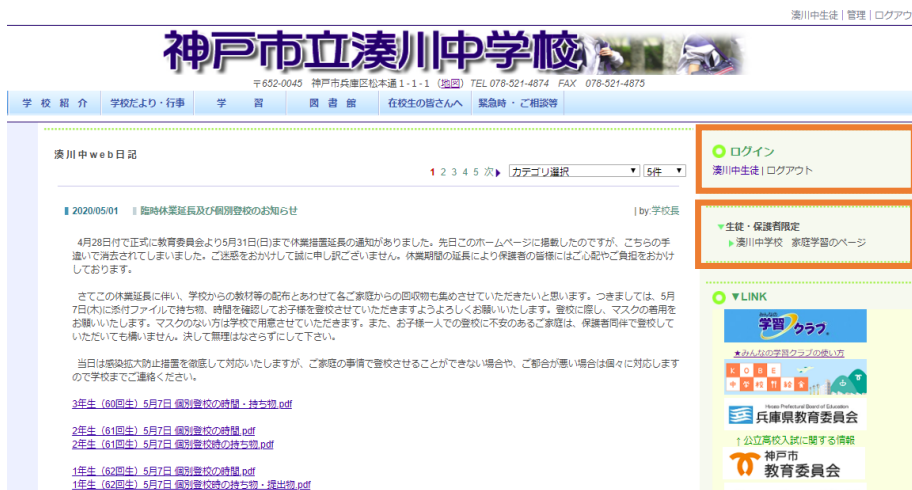 湊川中生徒 | 管理 | ログアウ
神戸市立湊川中学校
〒652-0045 神戸市兵庫区松本通1-1-1 (地図) TEL 078-521-4874 FAX 078-521-4875
学校紹介 学校だより・行事 学習 図書館 在校生の皆さんへ 緊急時・ご相談等
湊川中web日記
1 2 3 4 5 次▶ カテゴリ選択 ▼ 5件 ▼
2020/05/01 臨時休業延長及び個別登校のお知らせ | by:学校長
4月28日付で正式に教育委員会より5月31日(日)まで休業措置延長の通知がありました。先日このホームページに掲載したのですが、こちらの手
違いで消去されてしまいました。ご迷惑をおかけして誠に申し訳ございません。休業期間の延長により保護者の皆様にはご心配やご負担をおかけ
しております。
さてこの休業延長に伴い、学校からの教材等の配布とあわせて各ご家庭からの回収物も集めさせていただきたいと思います。つきましては、5月
7日(木)に添付ファイルで持ち物、時間を確認してお子様を登校させていただきますようよろしくお願いいたします。登校に際し、マスクの着用を
お願いいたします。マスクのない方は学校で用意させていただきます。また、お子様一人での登校に不安のあるご家庭は、保護者同伴で登校して
いただいても構いません。決して無理はなさらずにして下さい。
当日は感染拡大防止措置を徹底して対応いたしますが、ご家庭の事情で登校させることができない場合や、ご都合が悪い場合は個々に対応します
ので学校までご連絡ください。
3年生(60回生)5月7日 個別登校の時間・持ち物.pdf
2年生(61回生)5月7日 個別登校の時間.pdf
2年生(61回生)5月7日 個別登校時の持ち物.pdf
1年生(62回生)5月7日 個別登校の時間.pdf
1年生(62回生)5月7日 個別登校時の持ち物・提出物.pdf
ログイン
湊川中生徒 | ログアウト
▼生徒・保護者限定
▶湊川中学校 家庭学習のページ
▼LINK
みんなの
学習クラブ
★みんなの学習クラブの使い方
KOBE
中学校給食
Hyogo Prefectural Board of Education
兵庫県教育委員会
↑公立高校入試に関する情報
神戸市
教育委員会